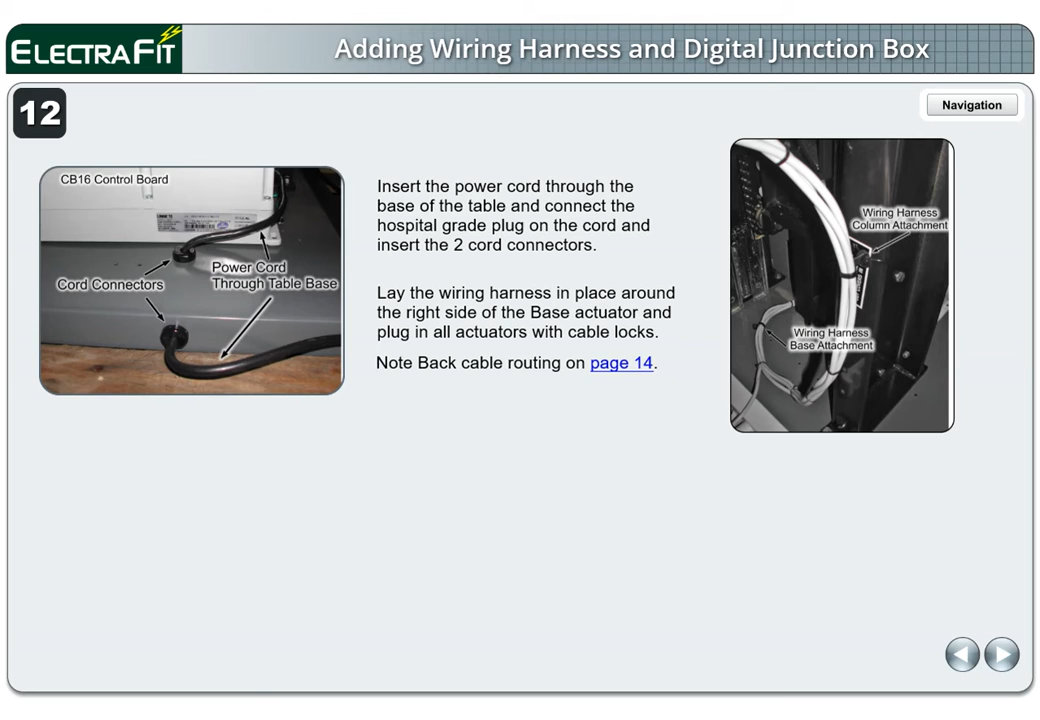 ELECTRAFIT
Adding Wiring Harness and Digital Junction Box
12
Navigation
CB16 Control Board
Cord Connectors
Power Cord
Through Table Base
Insert the power cord through the
base of the table and connect the
hospital grade plug on the cord and
insert the 2 cord connectors.
Lay the wiring harness in place around
the right side of the Base actuator and
plug in all actuators with cable locks.
Note Back cable routing on page 14.
Wiring Harness
Column Attachment
Wiring Harness
Base Attachment